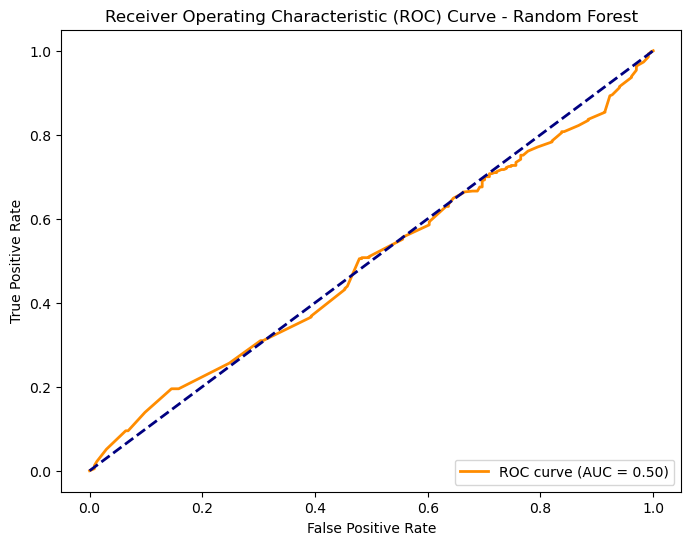 Receiver Operating Characteristic (ROC) Curve - Random Forest
1.0
0.8
0.6
0.4
0.2
0.0
True Positive Rate
ROC curve (AUC = 0.50)
0.0 0.2 0.4 0.6 0.8 1.0
False Positive Rate